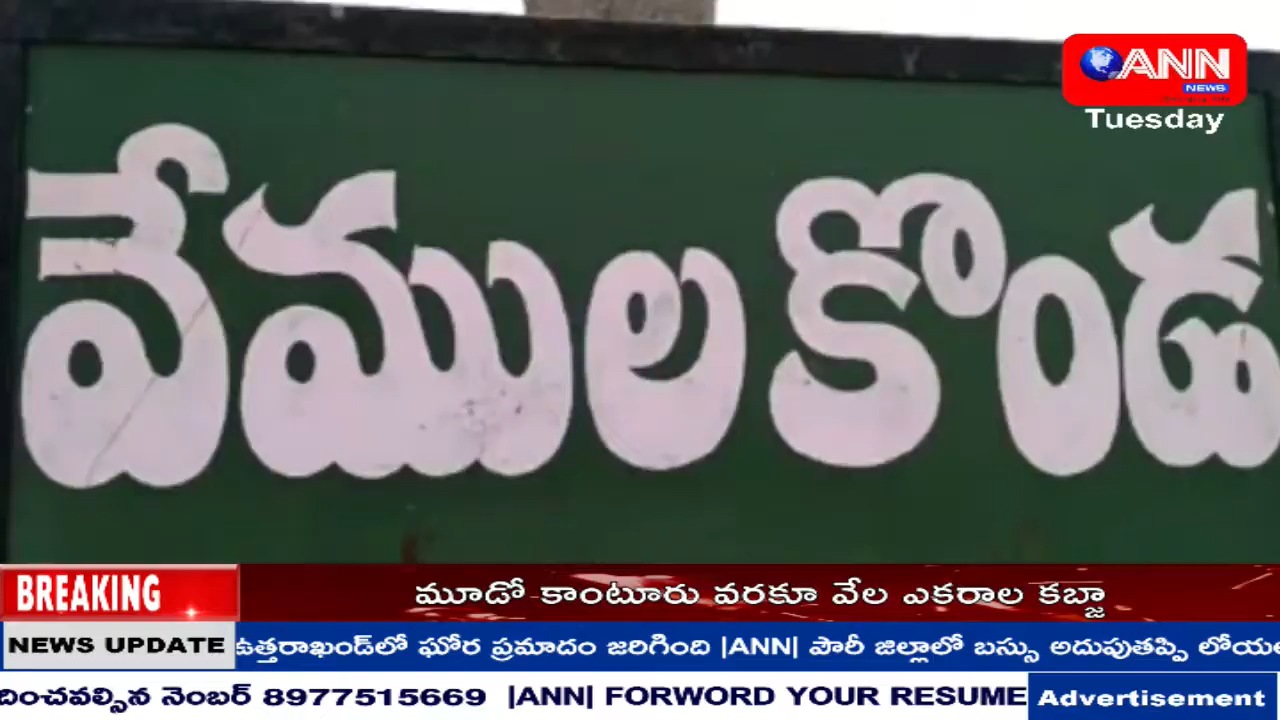 ANN
NEWS
Tuesday
వేములకొండ
BREAKING
మూడో కాంటూరు వరకూ వేల ఎకరాల కబ్జా
NEWS UPDATE
ఉత్తరాఖండ్‌లో ఘోర ప్రమాదం జరిగింది |ANN| పౌరీ జిల్లాలో బస్సు అదుపుతప్పి
నెంబర్ 8977515669 |ANN| FORWORD YOUR RESUME
Advertisement